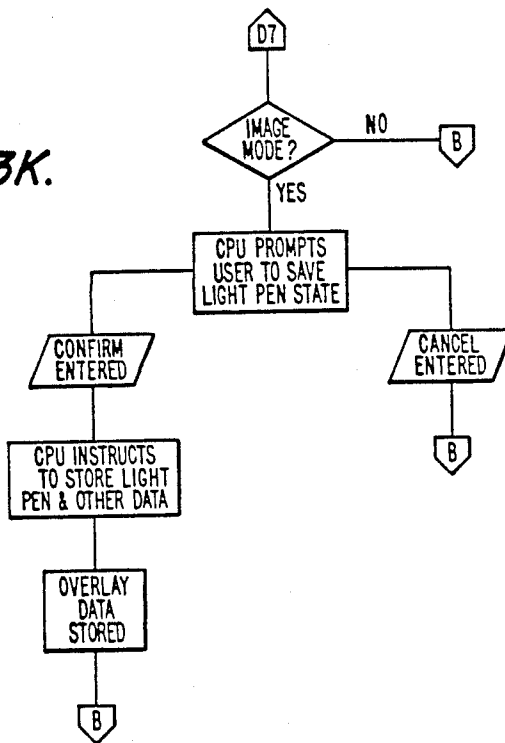 D7
IMAGE
MODE?
NO
B
3K.
YES
CPU PROMPTS
USER TO SAVE
LIGHT PEN STATE
CONFIRM
ENTERED
CANCEL
ENTERED
B
CPU INSTRUCTS
TO STORE LIGHT
PEN & OTHER DATA
OVERLAY
DATA
STORED
B